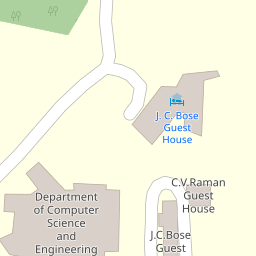 J. C. Bose
Guest
House
C.V.Raman
Guest
House
Department
of Computer
Science
and
Engineering
J.C.Bose
Guest